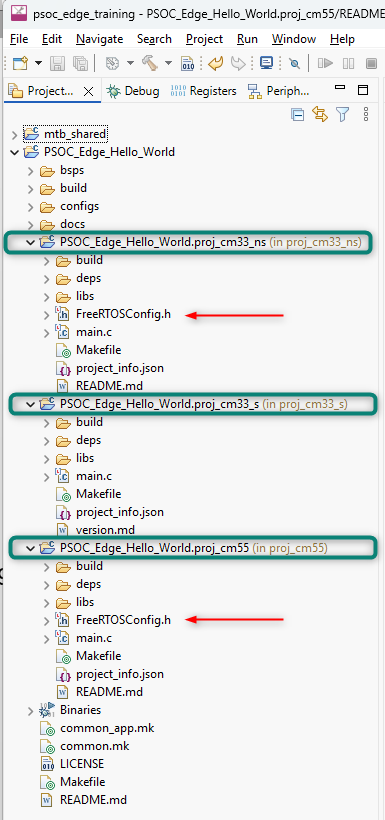 psoc_edge_training - PSOC_Edge_Hello_World.proj_cm55/README
File Edit Navigate Search Project Run Window Help
Project... Debug Registers Periph...
mtb_shared
PSOC_Edge_Hello_World
bsps
build
configs
docs
PSOC_Edge_Hello_World.proj_cm33_ns (in proj_cm33_ns)
build
deps
libs
FreeRTOSConfig.h
main.c
Makefile
project_info.json
README.md
PSOC_Edge_Hello_World.proj_cm33_s (in proj_cm33_s)
build
deps
libs
main.c
Makefile
project_info.json
version.md
PSOC_Edge_Hello_World.proj_cm55 (in proj_cm55)
build
deps
libs
FreeRTOSConfig.h
main.c
Makefile
project_info.json
README.md
Binaries
common_app.mk
common.mk
LICENSE
Makefile
README.md